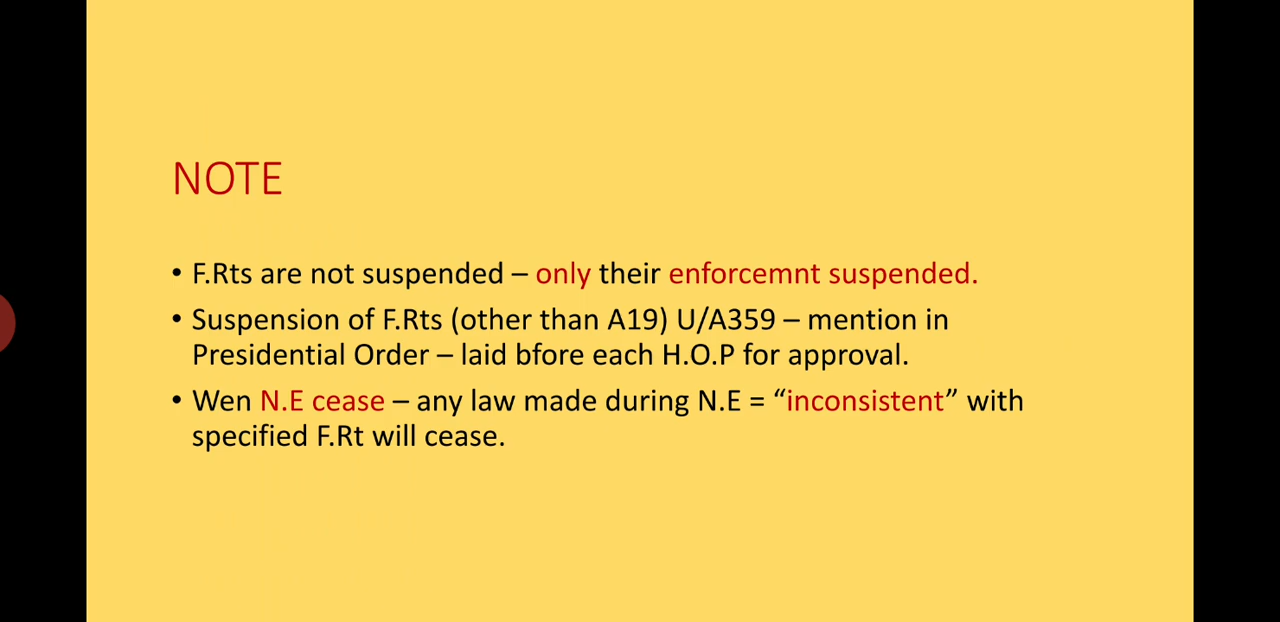 NOTE
• F.Rts are not suspended – only their enforcemnt suspended.
• Suspension of F.Rts (other than A19) U/A359 – mention in
Presidential Order – laid bfore each H.O.P for approval.
• Wen N.E cease – any law made during N.E = “inconsistent” with
specified F.Rt will cease.